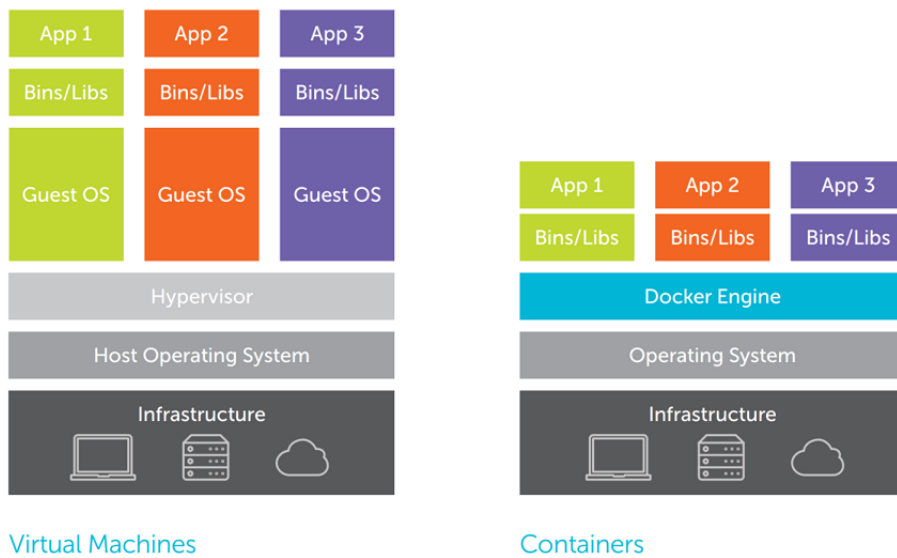 App 1
App 2
App 3
Bins/Libs
Bins/Libs
Bins/Libs
Guest OS
Guest OS
Guest OS
Hypervisor
Host Operating System
Infrastructure
Virtual Machines
App 1
App 2
App 3
Bins/Libs
Bins/Libs
Bins/Libs
Docker Engine
Operating System
Infrastructure
Containers